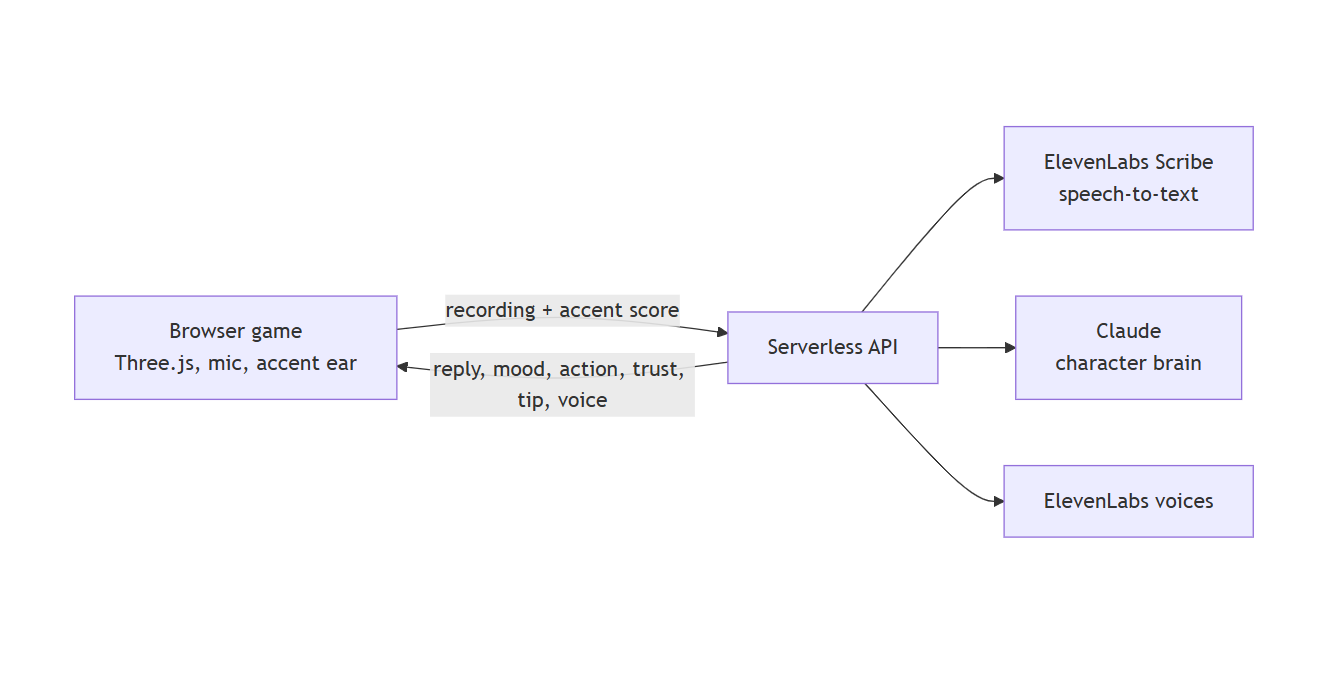 Browser game
Three.js, mic, accent ear
recording + accent score
reply, mood, action, trust,
tip, voice
Serverless API
ElevenLabs Scribe
speech-to-text
Claude
character brain
ElevenLabs voices